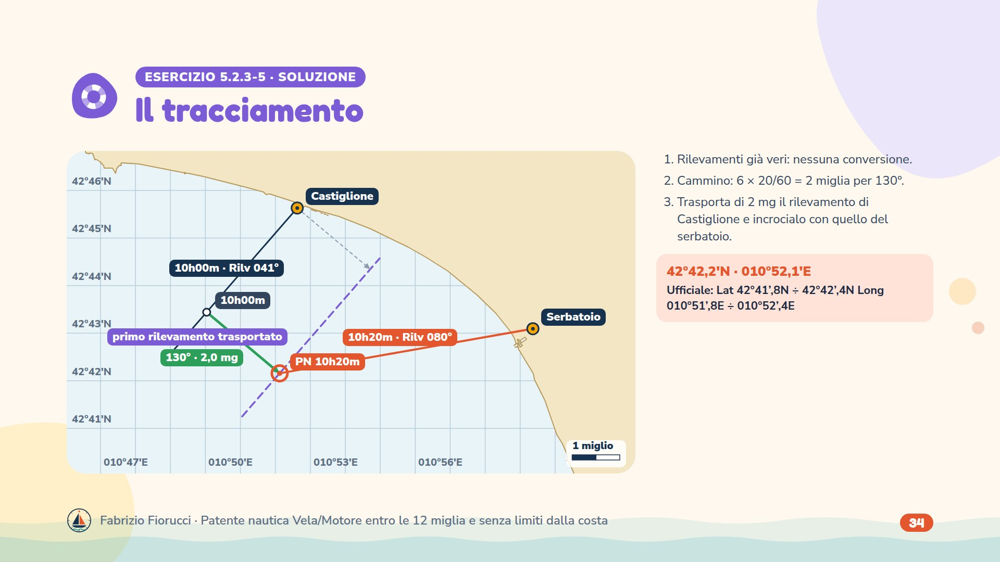 ESERCIZIO 5.2.3-5 · SOLUZIONE
Il tracciamento
42°46'N
42°45'N
42°44'N
42°43'N
42°42'N
42°41'N
Castiglione
10h00m · Rilv 041°
10h00m
primo rilevamento trasportato
130° · 2,0 mg
10h20m · Rilv 080°
PN 10h20m
Serbatoio
1 miglio
010°47'E
010°50'E
010°53'E
010°56'E
1. Rilevamenti già veri: nessuna conversione.
2. Cammino: 6 × 20/60 = 2 miglia per 130°.
3. Trasporta di 2 mg il rilevamento di
Castiglione e incrocialo con quello del
serbatoio.
42°42,2'N · 010°52,1'E
Ufficiale: Lat 42°41’,8N ÷ 42°42’,4N Long
010°51’,8E ÷ 010°52’,4E
Fabrizio Fiorucci · Patente nautica Vela/Motore entro le 12 miglia e senza limiti dalla costa
34